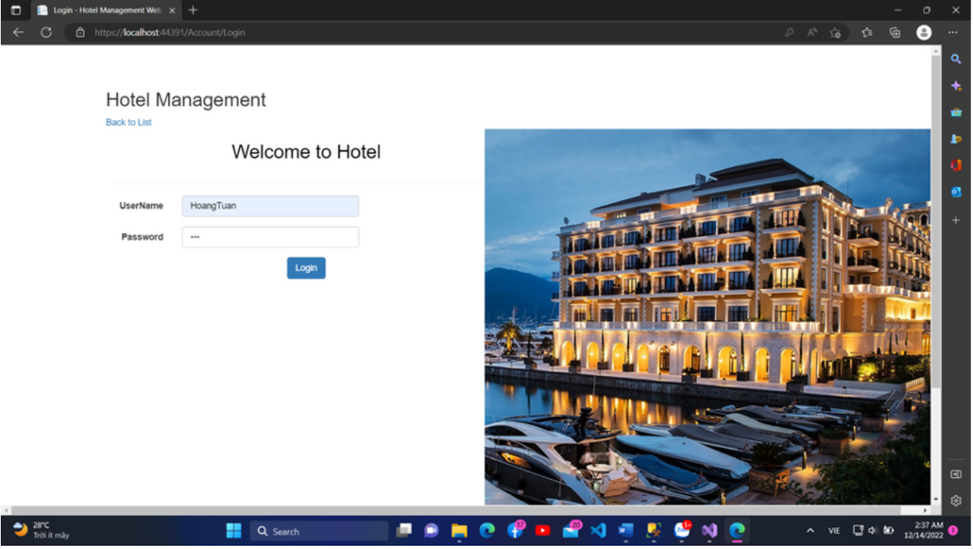 Login - Hotel Management Web
https://localhost:44391/Account/Login
Hotel Management
Back to List
Welcome to Hotel
UserName
HoangTuan
Password
Login
28°C
Trời ít mây
Search
17
20
5+
VIE
2:37 AM
12/14/2022